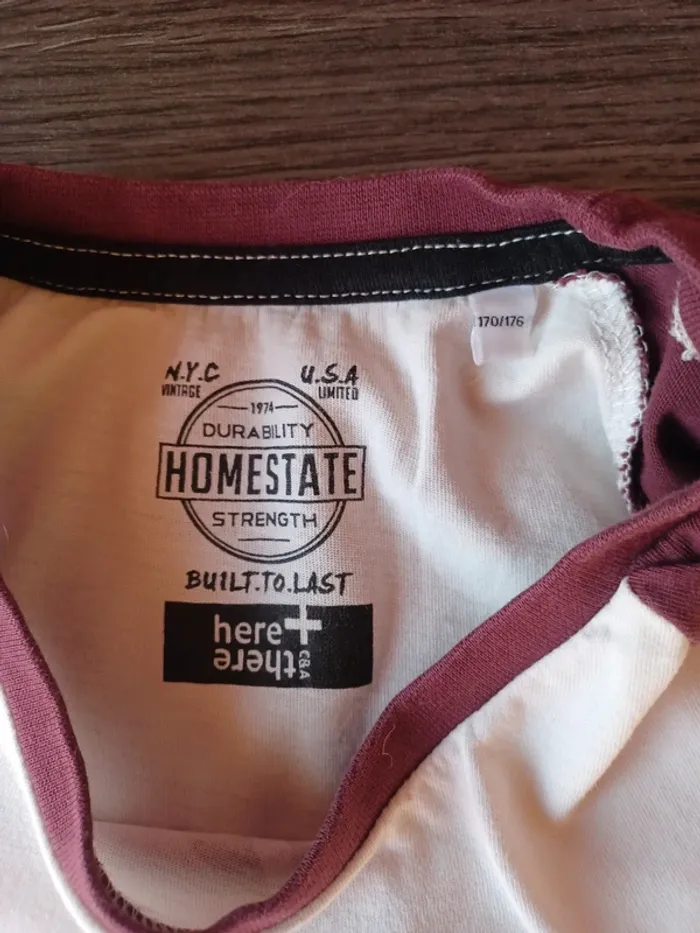 170/176
N.Y.C U.S.A
VINTAGE LIMITED
1974
DURABILITY
HOMESTATE
STRENGTH
BUILT.TO.LAST
here+
there
C&A